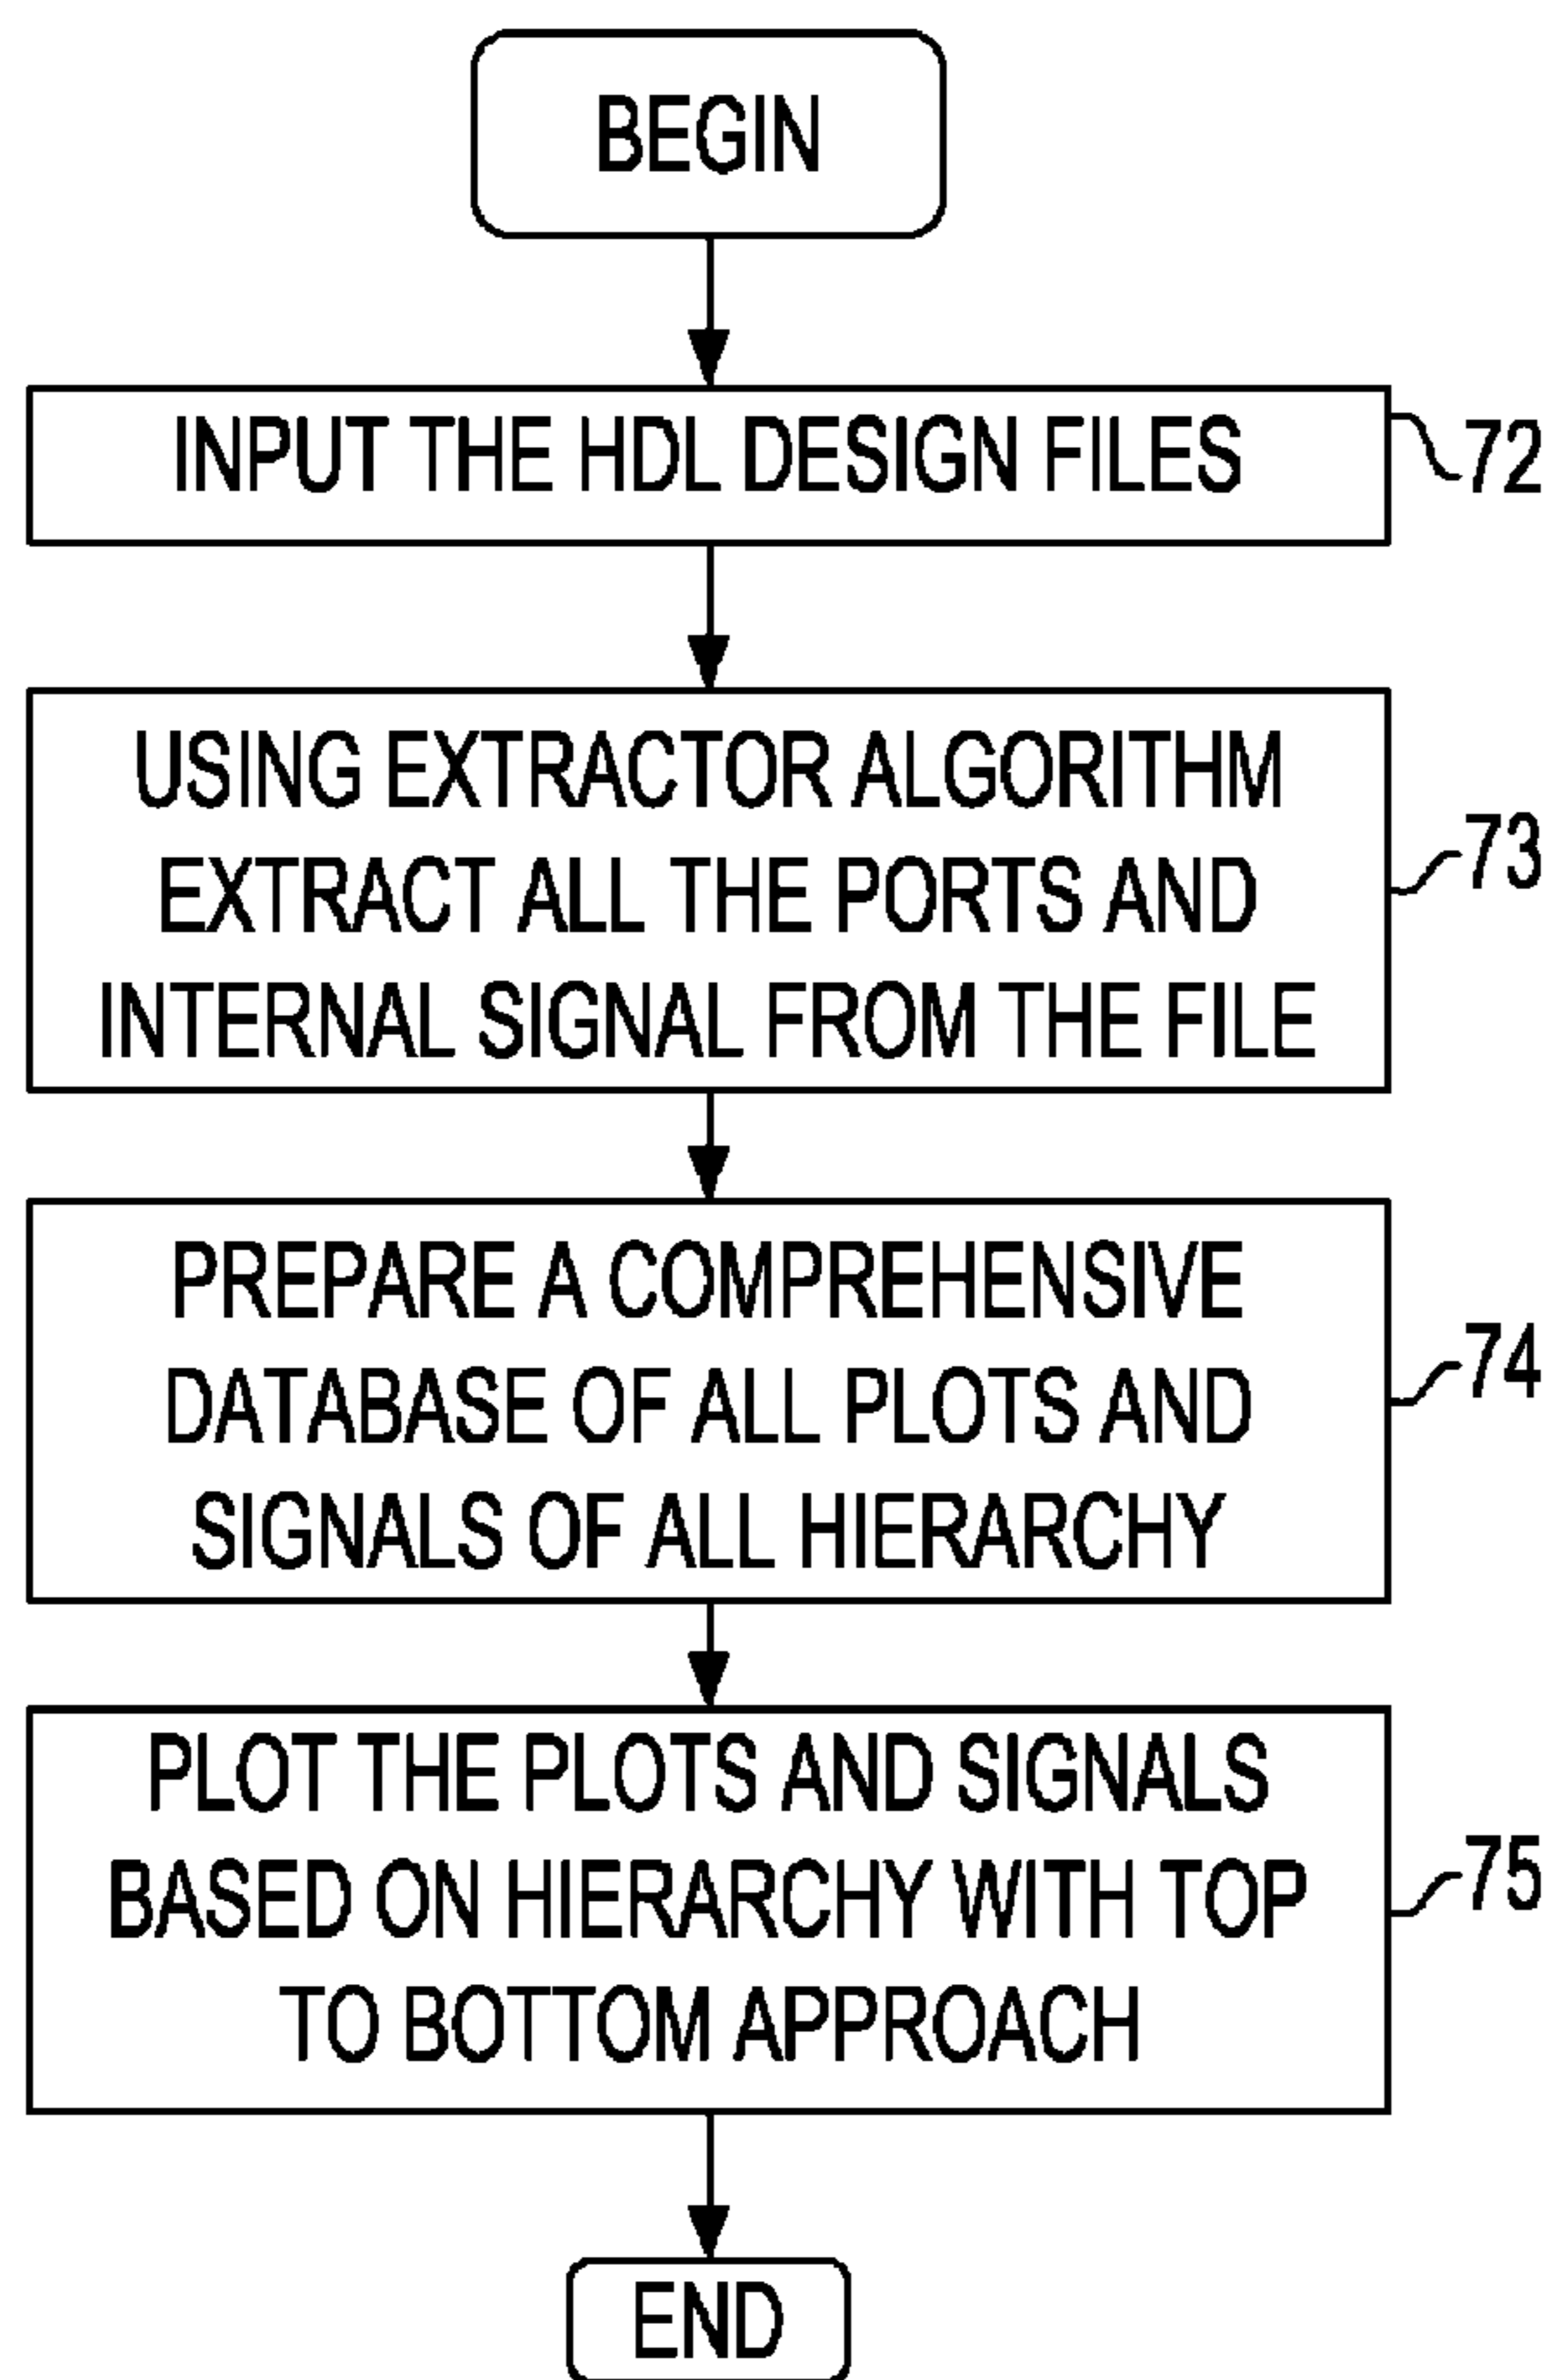 BEGIN
INPUT THE HDL DESIGN FILES
72
USING EXTRACTOR ALGORITHM
EXTRACT ALL THE PORTS AND
INTERNAL SIGNAL FROM THE FILE
73
PREPARE A COMPREHENSIVE
DATABASE OF ALL PLOTS AND
SIGNALS OF ALL HIERARCHY
74
PLOT THE PLOTS AND SIGNALS
BASED ON HIERARCHY WITH TOP
TO BOTTOM APPROACH
75
END